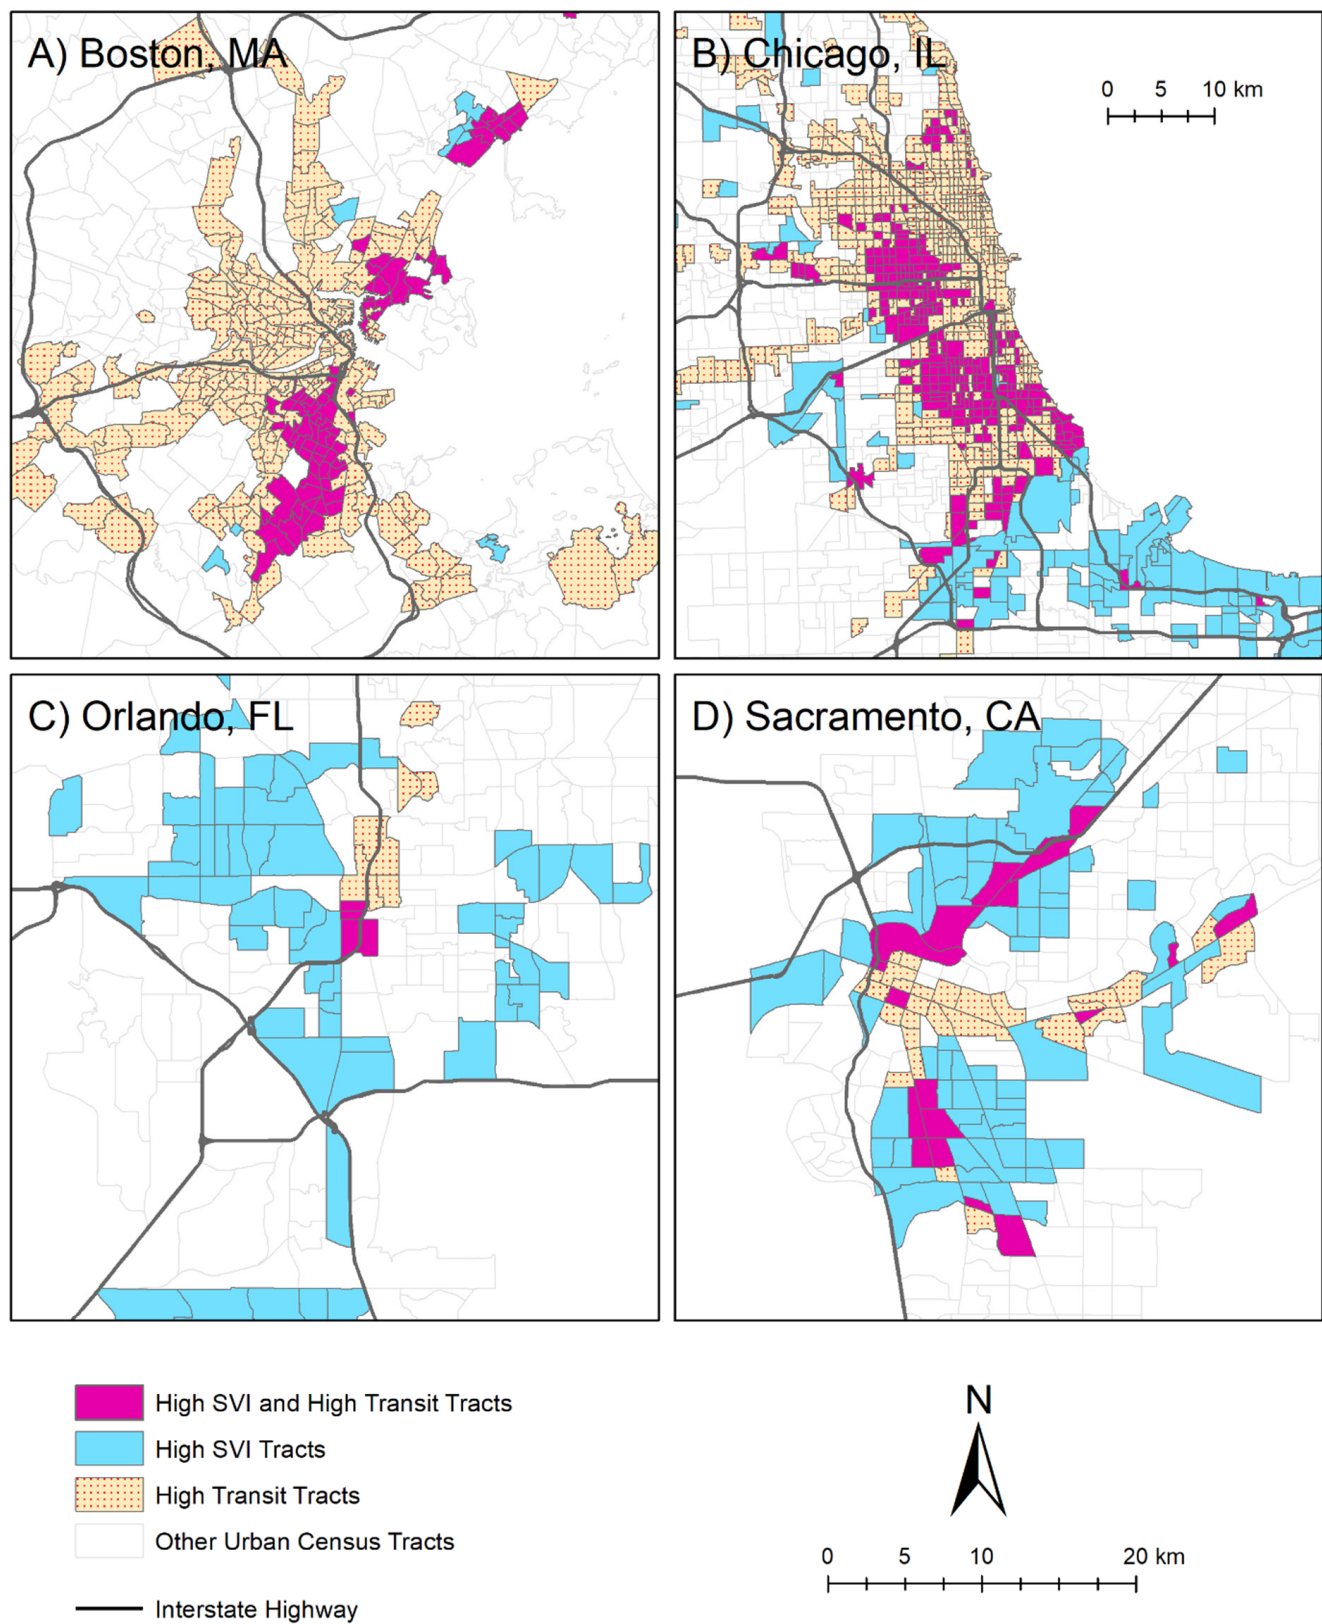 A) Boston, MA
B) Chicago, IL
0 5 10 km
C) Orlando, FL
D) Sacramento, CA
High SVI and High Transit Tracts
High SVI Tracts
High Transit Tracts
Other Urban Census Tracts
Interstate Highway
N
0 5 10 20 km